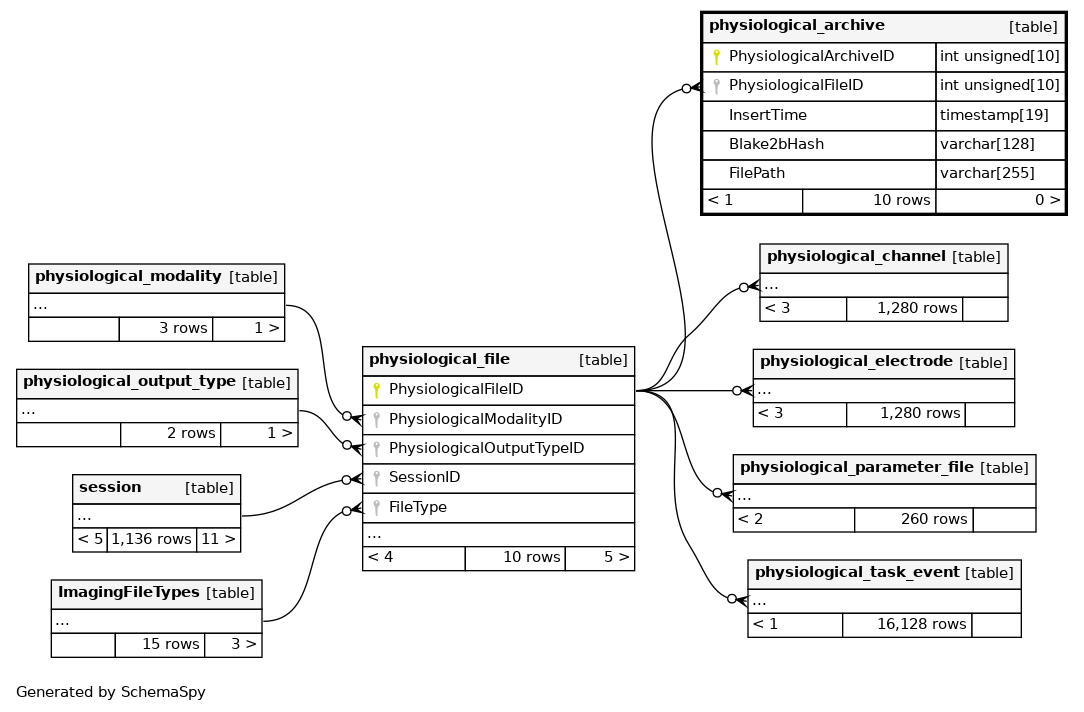 physiological_archive [table]
PhysiologicalArchiveID int unsigned[10]
PhysiologicalFileID int unsigned[10]
InsertTime timestamp[19]
Blake2bHash varchar[128]
FilePath varchar[255]
< 1 10 rows 0 >
physiological_channel [table]
...
< 3 1,280 rows
physiological_modality [table]
...
3 rows 1 >
physiological_file [table]
PhysiologicalFileID
PhysiologicalModalityID
PhysiologicalOutputTypeID
SessionID
FileType
...
< 4 10 rows 5 >
physiological_electrode [table]
...
< 3 1,280 rows
physiological_output_type [table]
...
2 rows 1 >
physiological_parameter_file [table]
...
< 2 260 rows
session [table]
...
< 5 1,136 rows 11 >
physiological_task_event [table]
...
< 1 16,128 rows
ImagingFileTypes [table]
...
15 rows 3 >
Generated by SchemaSpy